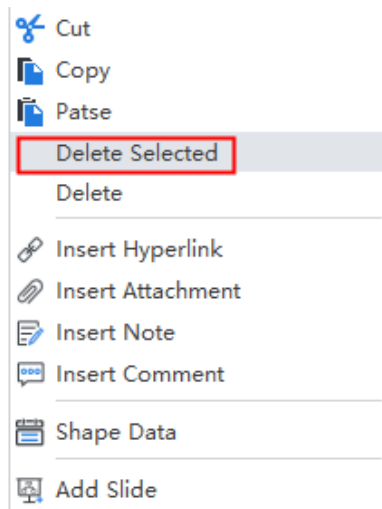 Cut
Copy
Patse
Delete Selected
Delete
Insert Hyperlink
Insert Attachment
Insert Note
Insert Comment
Shape Data
Add Slide